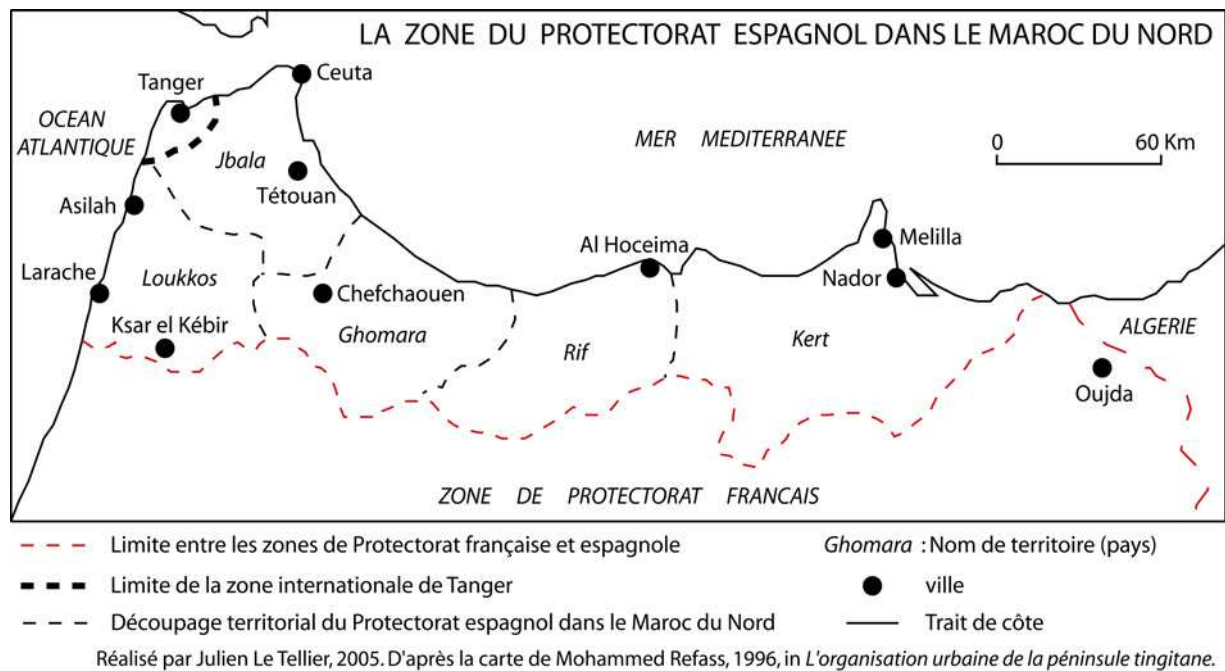 LA ZONE DU PROTECTORAT ESPAGNOL DANS LE MAROC DU NORD
Ceuta
Tanger
OCEAN
ATLANTIQUE
MER MEDITERRANEE
0 60 Km
Jbala
Tétouan
Asilah
Al Hoceima
Melilla
Larache
Loukkos
Nador
Chefchaouen
Ksar el Kébir
Ghomara
Rif
Kert
ALGERIE
Oujda
ZONE DE PROTECTORAT FRANCAIS
Limite entre les zones de Protectorat française et espagnole
Ghomara : Nom de territoire (pays)
Limite de la zone internationale de Tanger
ville
Découpage territorial du Protectorat espagnol dans le Maroc du Nord
Trait de côte
Réalisé par Julien Le Tellier, 2005. D'après la carte de Mohammed Refass, 1996, in L'organisation urbaine de la péninsule tingitane.